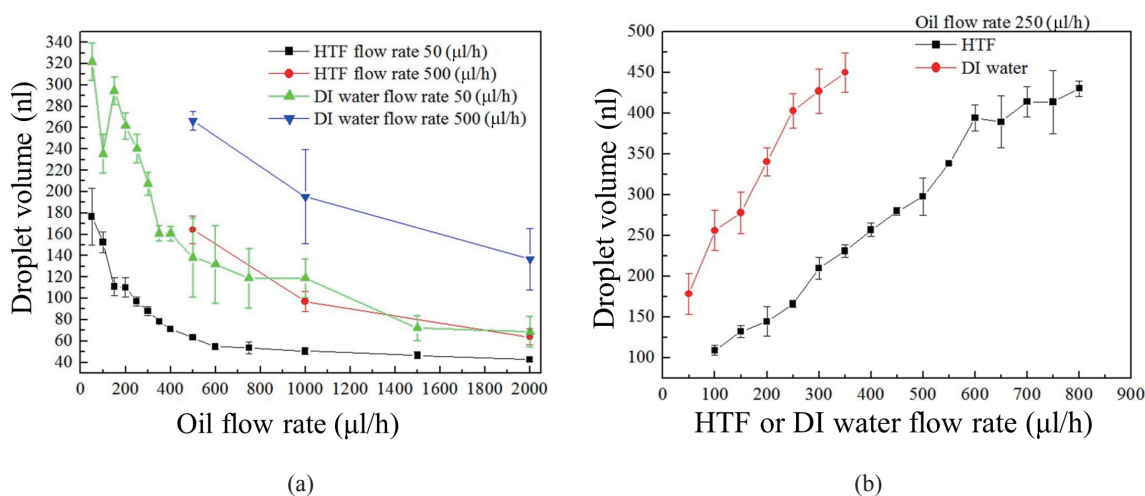 340
320
300
280
260
240
220
200
180
160
140
120
100
80
60
40
Droplet volume (nl)
HTF flow rate 50 (µl/h)
HTF flow rate 500 (µl/h)
DI water flow rate 50 (µl/h)
DI water flow rate 500 (µl/h)
0 200 400 600 800 1000 1200 1400 1600 1800 2000
Oil flow rate (µl/h)
(a)
500
450
400
350
300
250
200
150
100
Droplet volume (nl)
Oil flow rate 250 (µl/h)
HTF
DI water
0 100 200 300 400 500 600 700 800 900
HTF or DI water flow rate (µl/h)
(b)